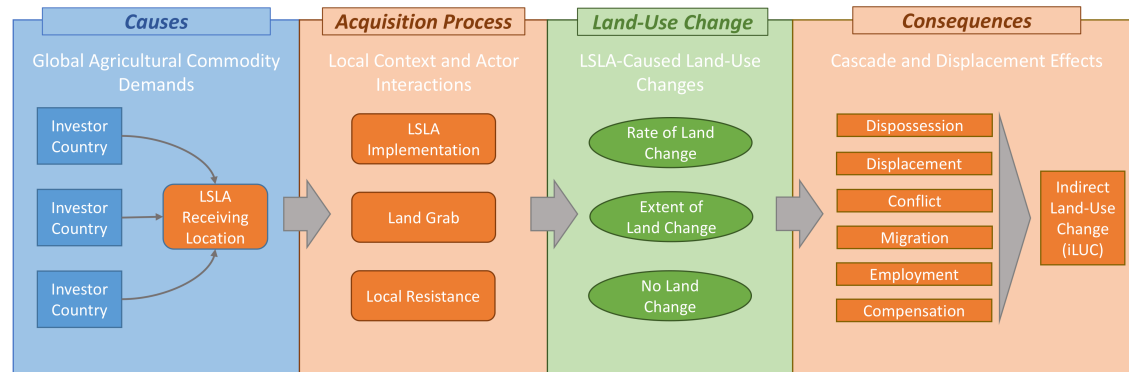 Causes
Global Agricultural Commodity
Demands
Investor
Country
Investor
Country
Investor
Country
LSLA
Receiving
Location
Acquisition Process
Local Context and Actor
Interactions
LSLA
Implementation
Land Grab
Local Resistance
Land-Use Change
LSLA-Caused Land-Use
Changes
Rate of Land
Change
Extent of
Land Change
No Land
Change
Consequences
Cascade and Displacement Effects
Dispossession
Displacement
Conflict
Migration
Employment
Compensation
Indirect
Land-Use
Change
(iLUC)